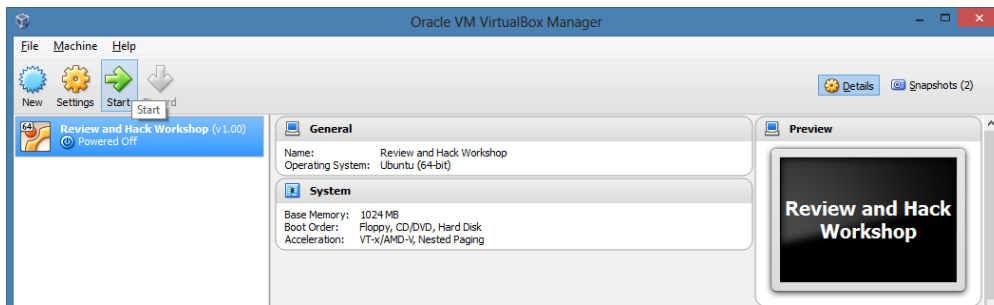 Oracle VM VirtualBox Manager
File Machine Help
New Settings Start
Start
Details Snapshots (2)
64 Review and Hack Workshop (v1.00)
Powered Off
General
Name: Review and Hack Workshop
Operating System: Ubuntu (64-bit)
System
Base Memory: 1024 MB
Boot Order: Floppy, CD/DVD, Hard Disk
Acceleration: VT-x/AMD-V, Nested Paging
Preview
Review and Hack
Workshop